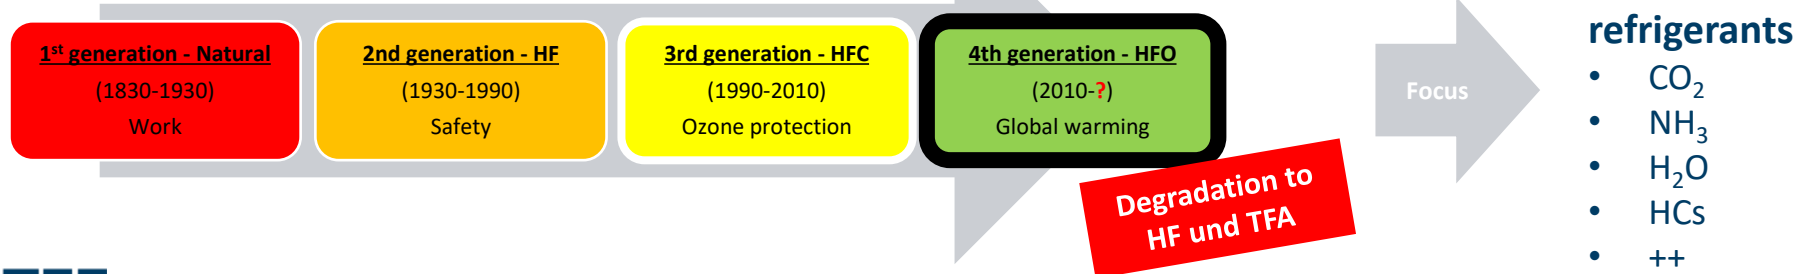 1st generation - Natural
(1830-1930)
Work
2nd generation - HF
(1930-1990)
Safety
3rd generation - HFC
(1990-2010)
Ozone protection
4th generation - HFO
(2010-?)
Global warming
Degradation to
HF und TFA
Focus
refrigerants
• CO2
• NH3
• H2O
• HCs
• ++